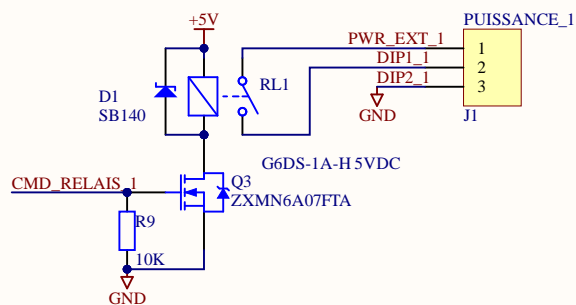 PUISSANCE_1
+5V
PWR_EXT_1
1
DIP1_1
2
DIP2_1
3
D1
SB140
RL1
GND
J1
G6DS-1A-H 5VDC
CMD_RELAIS_1
Q3
ZXMN6A07FTA
R9
10K
GND